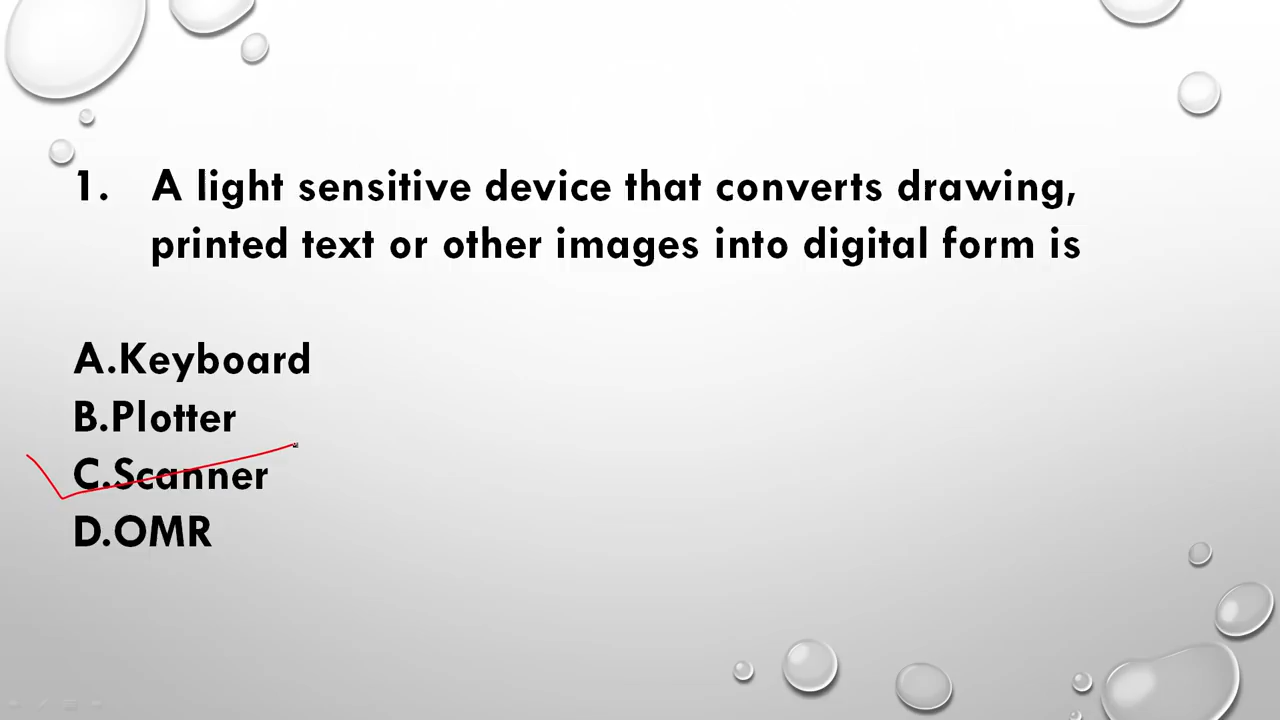 1. A light sensitive device that converts drawing,
printed text or other images into digital form is
A.Keyboard
B.Plotter
C.Scanner
D.OMR